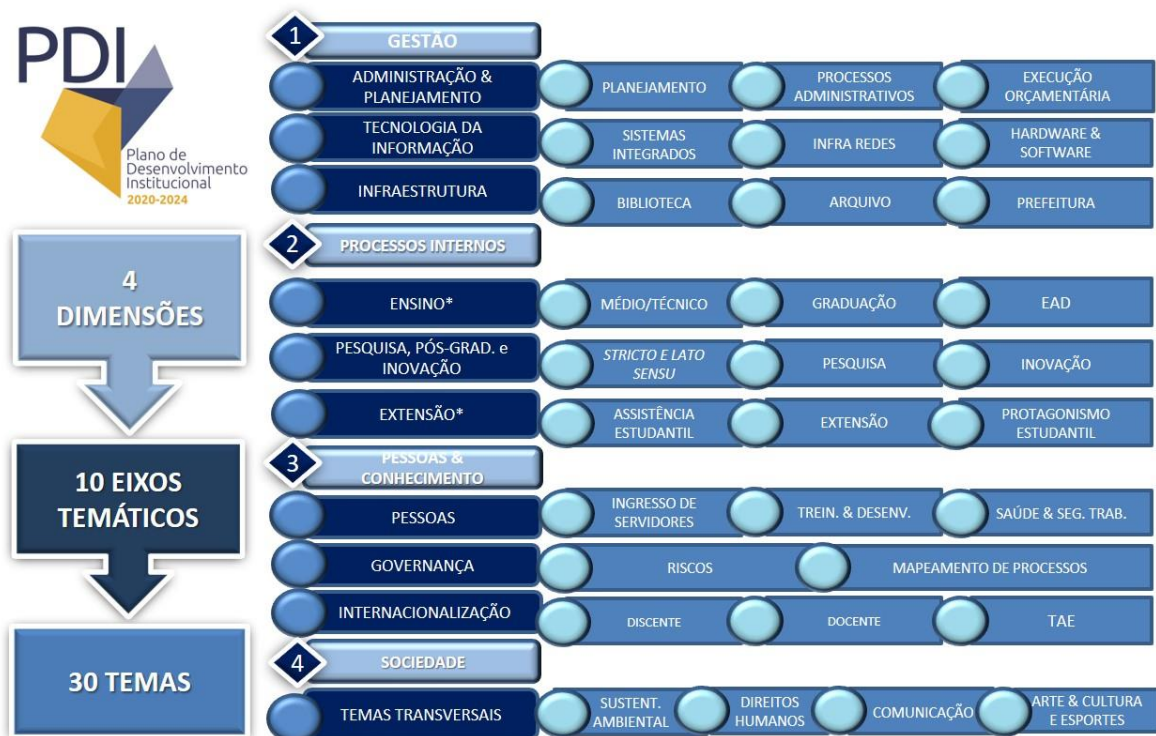 PDI
Plano de
Desenvolvimento
Institucional
2020-2024
4
DIMENSÕES
10 EIXOS
TEMÁTICOS
30 TEMAS
1
GESTÃO
ADMINISTRAÇÃO &
PLANEJAMENTO
PLANEJAMENTO
PROCESSOS
ADMINISTRATIVOS
EXECUÇÃO
ORÇAMENTÁRIA
TECNOLOGIA DA
INFORMAÇÃO
SISTEMAS
INTEGRADOS
INFRA REDES
HARDWARE &
SOFTWARE
INFRAESTRUTURA
BIBLIOTECA
ARQUIVO
PREFEITURA
2
PROCESSOS INTERNOS
ENSINO*
MÉDIO/TÉCNICO
GRADUAÇÃO
EAD
PESQUISA, PÓS-GRAD. e
INOVAÇÃO
STRICTO E LATO
SENSU
PESQUISA
INOVAÇÃO
EXTENSÃO*
ASSISTÊNCIA
ESTUDANTIL
EXTENSÃO
PROTAGONISMO
ESTUDANTIL
3
PESSOAS &
CONHECIMENTO
PESSOAS
INGRESSO DE
SERVIDORES
TREIN. & DESENV.
SAÚDE & SEG. TRAB.
GOVERNANÇA
RISCOS
MAPEAMENTO DE PROCESSOS
INTERNACIONALIZAÇÃO
DISCENTE
DOCENTE
TAE
4
SOCIEDADE
TEMAS TRANSVERSAIS
SUSTENT.
AMBIENTAL
DIREITOS
HUMANOS
COMUNICAÇÃO
ARTE & CULTURA
E ESPORTES